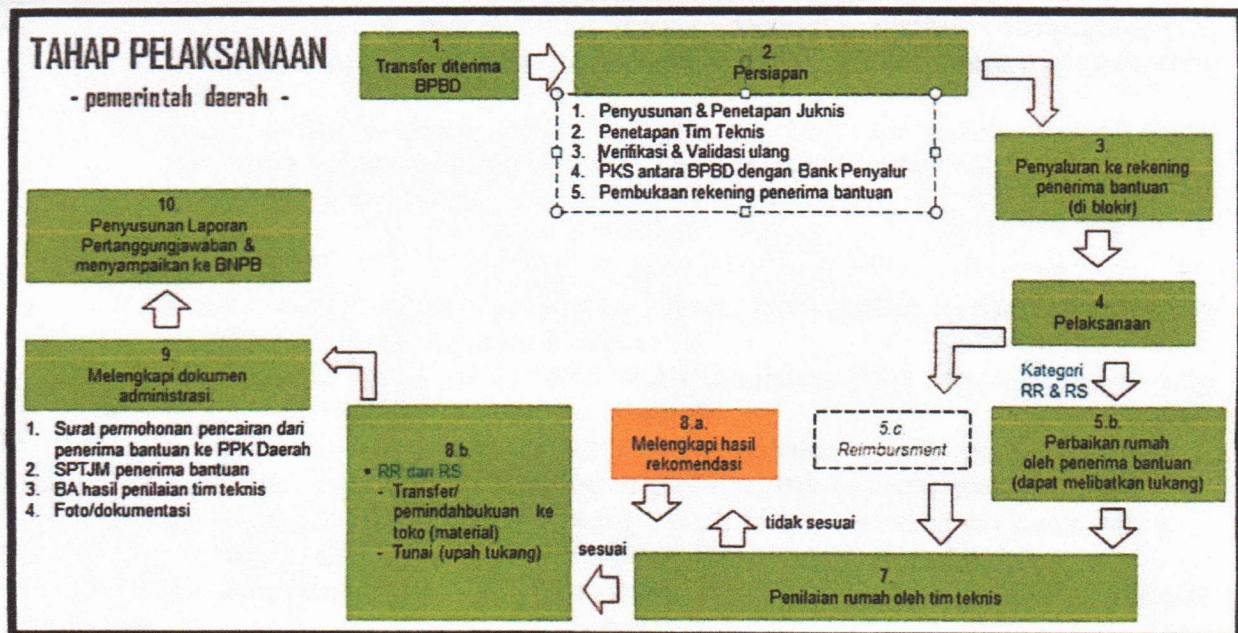 TAHAP PELAKSANAAN
- pemerintah daerah -
1.
Transfer diterima
BPBD
2.
Persiapan
1. Penyusunan & Penetapan Juknis
2. Penetapan Tim Teknis
3. Verifikasi & Validasi ulang
4. PKS antara BPBD dengan Bank Penyalur
5. Pembukaan rekening penerima bantuan
3.
Penyaluran ke rekening
penerima bantuan
(di blokir)
4.
Pelaksanaan
Kategori
RR & RS
5.b.
Perbaikan rumah
oleh penerima bantuan
(dapat melibatkan tukang)
5.c.
Reimbursment
7.
Penilaian rumah oleh tim teknis
tidak sesuai
8.a.
Melengkapi hasil
rekomendasi
sesuai
8.b.
• RR dan RS
- Transfer/
pemindahbukuan ke
toko (material)
- Tunai (upah tukang)
9.
Melengkapi dokumen
administrasi:
1. Surat permohonan pencairan dari
penerima bantuan ke PPK Daerah
2. SPTJM penerima bantuan
3. BA hasil penilaian tim teknis
4. Foto/dokumentasi
10.
Penyusunan Laporan
Pertanggungjawaban &
menyampaikan ke BNPB